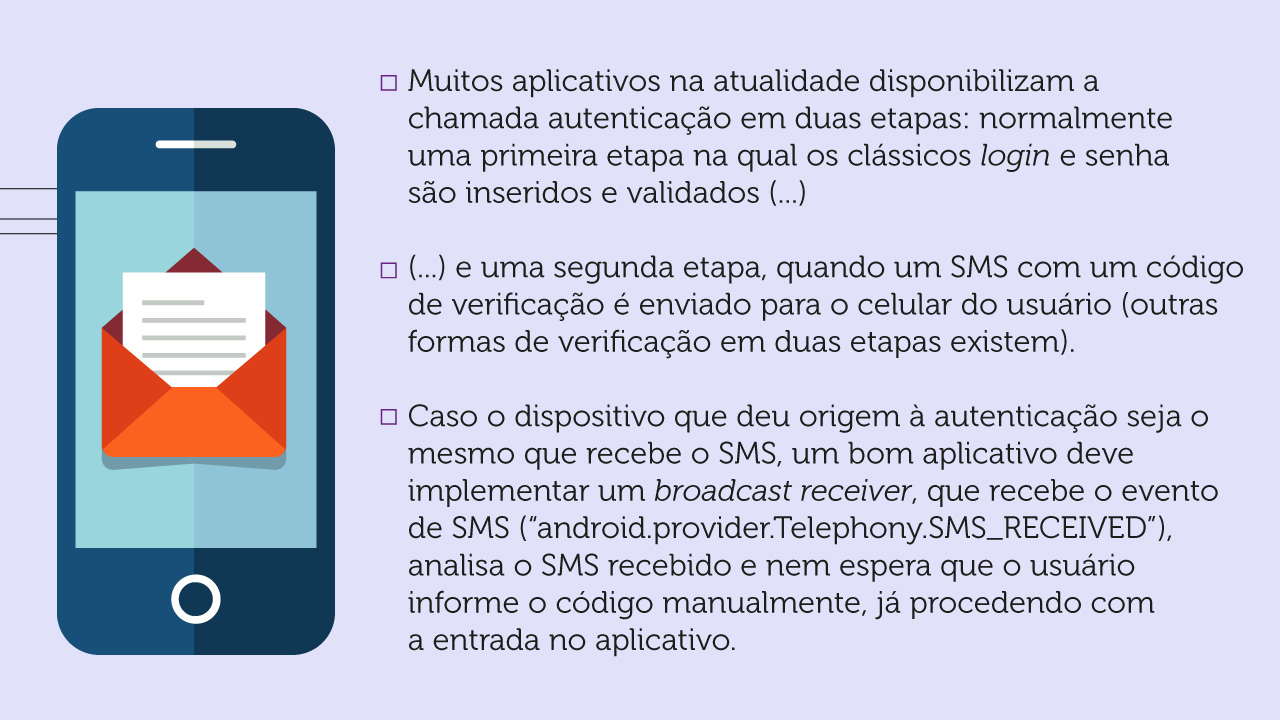 Muitos aplicativos na atualidade disponibilizam a
chamada autenticação em duas etapas: normalmente
uma primeira etapa na qual os clássicos login e senha
são inseridos e validados (...)
(...) e uma segunda etapa, quando um SMS com um código
de verificação é enviado para o celular do usuário (outras
formas de verificação em duas etapas existem).
Caso o dispositivo que deu origem à autenticação seja o
mesmo que recebe o SMS, um bom aplicativo deve
implementar um broadcast receiver, que recebe o evento
de SMS (“android.provider.Telephony.SMS_RECEIVED”),
analisa o SMS recebido e nem espera que o usuário
informe o código manualmente, já procedendo com
a entrada no aplicativo.